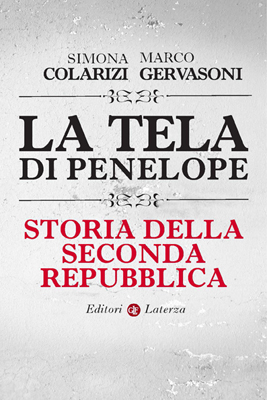 SIMONA MARCO
COLARIZI GERVASONI
LA TELA
DI PENELOPE
STORIA DELLA
SECONDA
REPUBBLICA
Editori Laterza